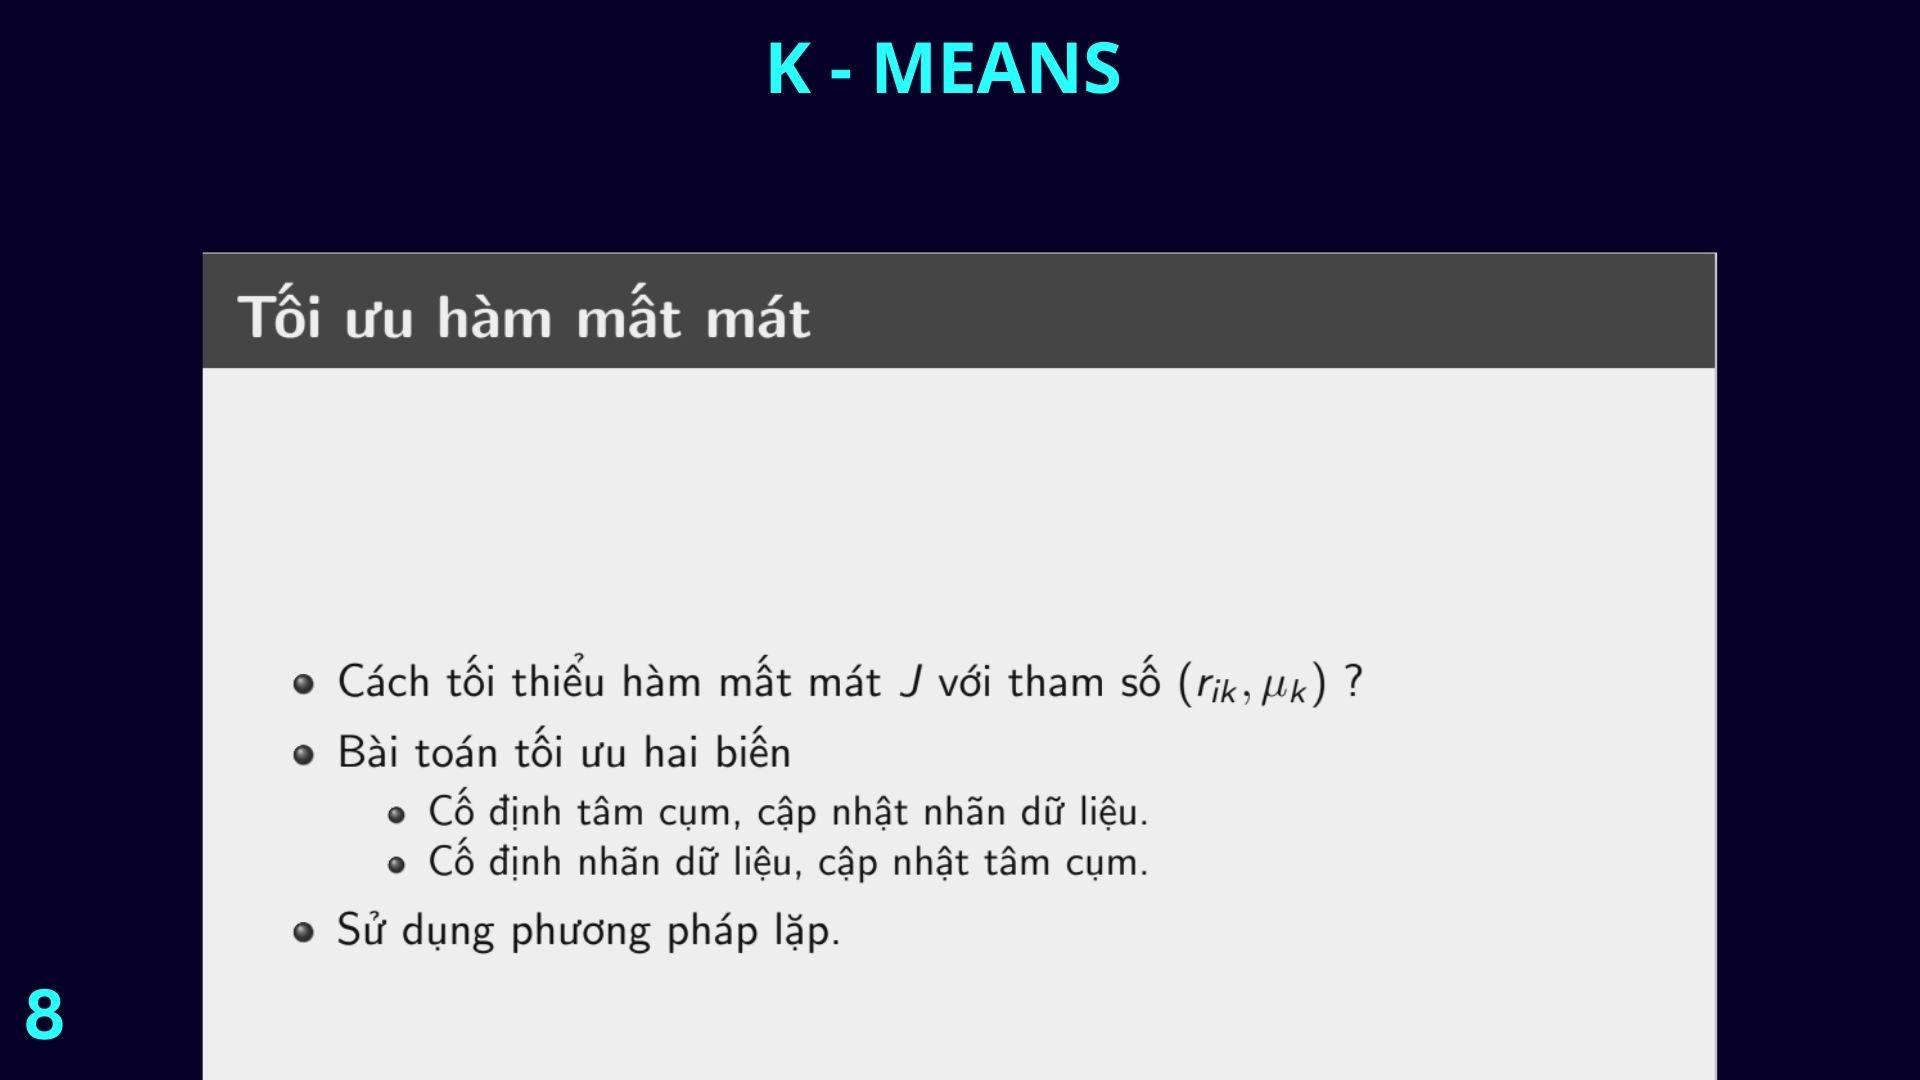 K - MEANS
Tối ưu hàm mất mát
Cách tối thiểu hàm mất mát J với tham số (rᵢₖ, μₖ) ?
Bài toán tối ưu hai biến
Cố định tâm cụm, cập nhật nhãn dữ liệu.
Cố định nhãn dữ liệu, cập nhật tâm cụm.
Sử dụng phương pháp lặp.
8